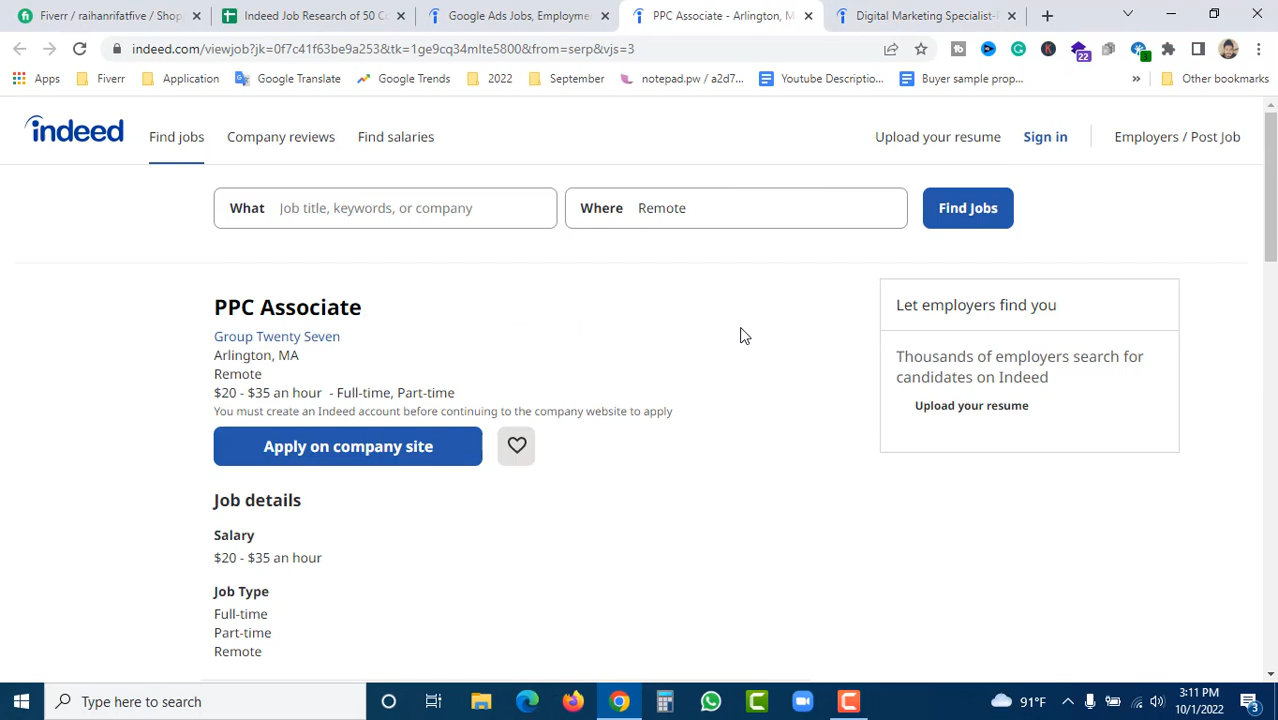 Fiverr / raihanrifatfiver / Shop
Indeed Job Research of 50 Co
Google Ads Jobs, Employme
PPC Associate - Arlington, M
Digital Marketing Specialist-
indeed.com/viewjob?jk=0f7c41f63be9a253&tk=1ge9cq34mlte5800&from=serp&vjs=3
22
3
Apps
Fiverr
Application
Google Translate
Google Trends
2022
September
notepad.pw / a2d7...
Youtube Description...
Buyer sample prop...
»
Other bookmarks
indeed
Find jobs
Company reviews
Find salaries
Upload your resume
Sign in
Employers / Post Job
What Job title, keywords, or company
Where Remote
Find Jobs
PPC Associate
Group Twenty Seven
Arlington, MA
Remote
$20 - $35 an hour - Full-time, Part-time
You must create an Indeed account before continuing to the company website to apply
Apply on company site
Let employers find you
Thousands of employers search for
candidates on Indeed
Upload your resume
Job details
Salary
$20 - $35 an hour
Job Type
Full-time
Part-time
Remote
Type here to search
91°F
3:11 PM
10/1/2022
3